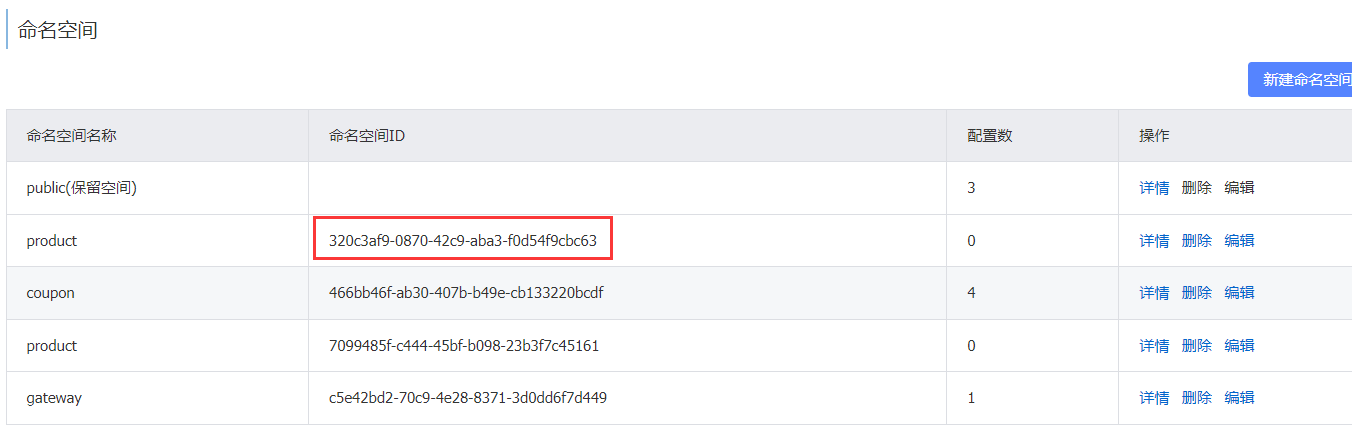 命名空间
新建命名空间
命名空间名称 命名空间ID 配置数 操作
public(保留空间) 3 详情 删除 编辑
product 320c3af9-0870-42c9-aba3-f0d54f9cbc63 0 详情 删除 编辑
coupon 466bb46f-ab30-407b-b49e-cb133220bcdf 4 详情 删除 编辑
product 7099485f-c444-45bf-b098-23b3f7c45161 0 详情 删除 编辑
gateway c5e42bd2-70c9-4e28-8371-3d0dd6f7d449 1 详情 删除 编辑